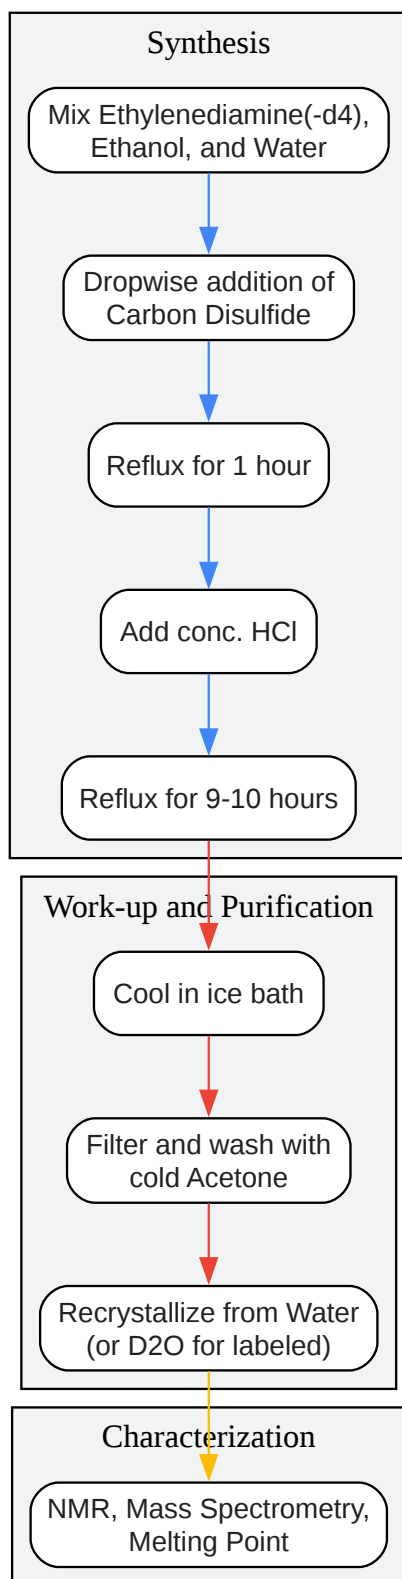 Synthesis
Mix Ethylenediamine(-d4),
Ethanol, and Water
Dropwise addition of
Carbon Disulfide
Reflux for 1 hour
Add conc. HCl
Reflux for 9-10 hours
Work-up and Purification
Cool in ice bath
Filter and wash with
cold Acetone
Recrystallize from Water
(or D2O for labeled)
Characterization
NMR, Mass Spectrometry,
Melting Point